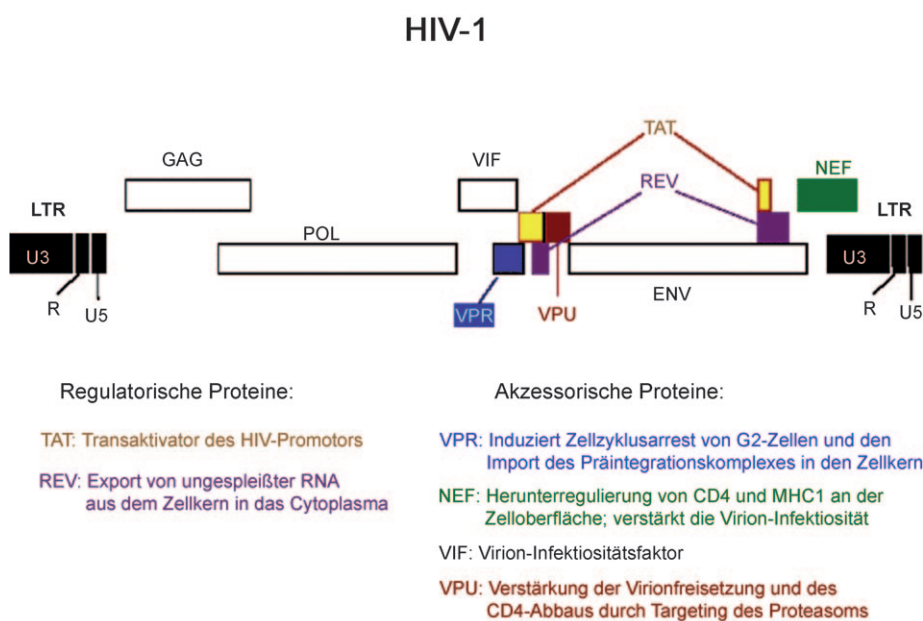 HIV-1
TAT
GAG
VIF
REV
NEF
LTR
LTR
POL
U3
U3
ENV
R
U5
VPR
VPU
R
U5
Regulatorische Proteine:
TAT: Transaktivator des HIV-Promotors
REV: Export von ungespleißter RNA
aus dem Zellkern in das Cytoplasma
Akzessorische Proteine:
VPR: Induziert Zellzyklusarrest von G2-Zellen und den
Import des Präintegrationskomplexes in den Zellkern
NEF: Herunterregulierung von CD4 und MHC1 an der
Zelloberfläche; verstärkt die Virion-Infektiosität
VIF: Virion-Infektiositätsfaktor
VPU: Verstärkung der Virionfreisetzung und des
CD4-Abbaus durch Targeting des Proteasoms